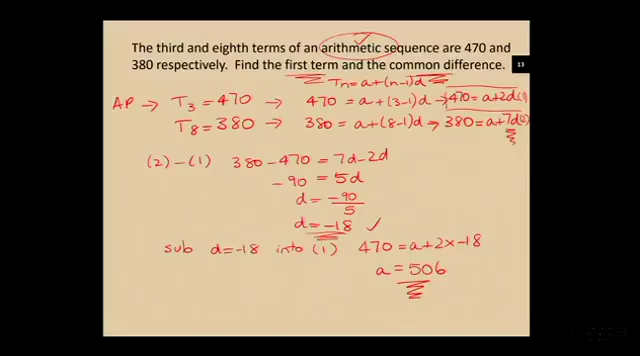 The third and eighth terms of an arithmetic sequence are 470 and
380 respectively. Find the first term and the common difference.
13
Tn = a+(n-1)d
AP → T3 = 470 → 470 = a+(3-1)d → 470 = a+2d (1)
T8 = 380 → 380 = a+(8-1)d → 380 = a+7d (2)
(2)-(1) 380-470 = 7d-2d
-90 = 5d
d = -90/5
d = -18 ✓
sub d=-18 into (1) 470 = a+2x-18
a = 506